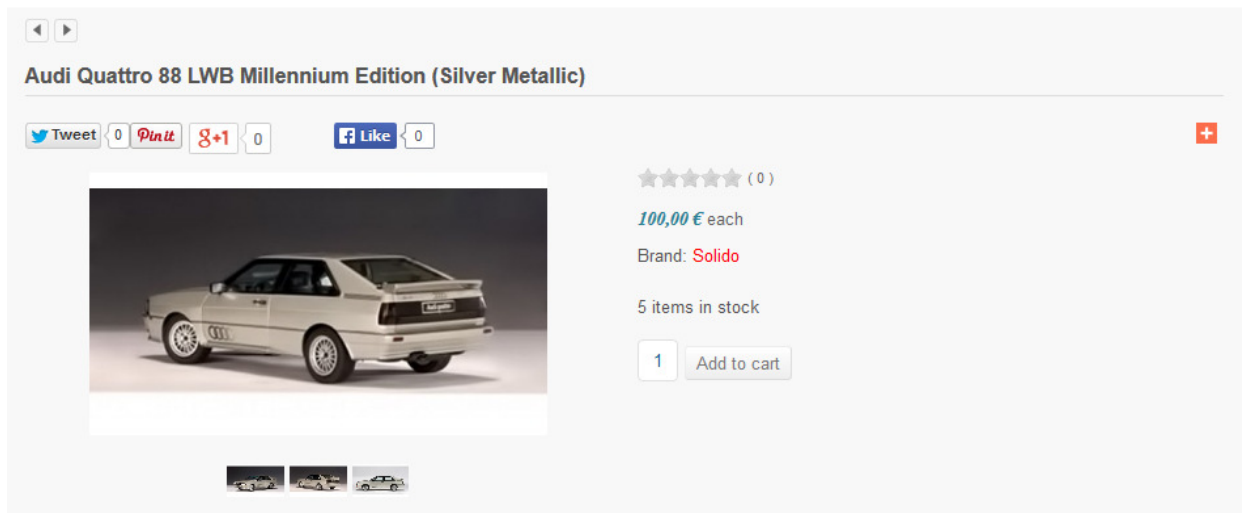 Audi Quattro 88 LWB Millennium Edition (Silver Metallic)
Tweet 0 Pin it g+1 0 Like 0
( 0 )
100,00 € each
Brand: Solido
5 items in stock
1 Add to cart